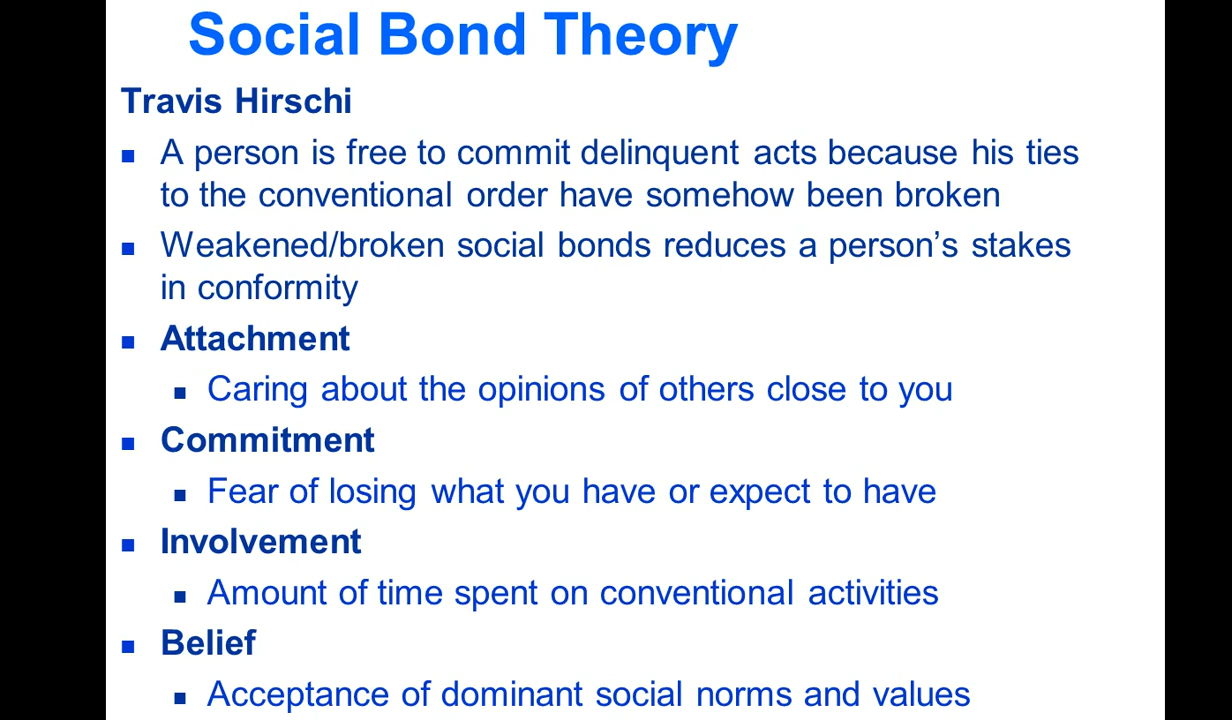 Social Bond Theory
Travis Hirschi
A person is free to commit delinquent acts because his ties
to the conventional order have somehow been broken
Weakened/broken social bonds reduces a person’s stakes
in conformity
Attachment
Caring about the opinions of others close to you
Commitment
Fear of losing what you have or expect to have
Involvement
Amount of time spent on conventional activities
Belief
Acceptance of dominant social norms and values